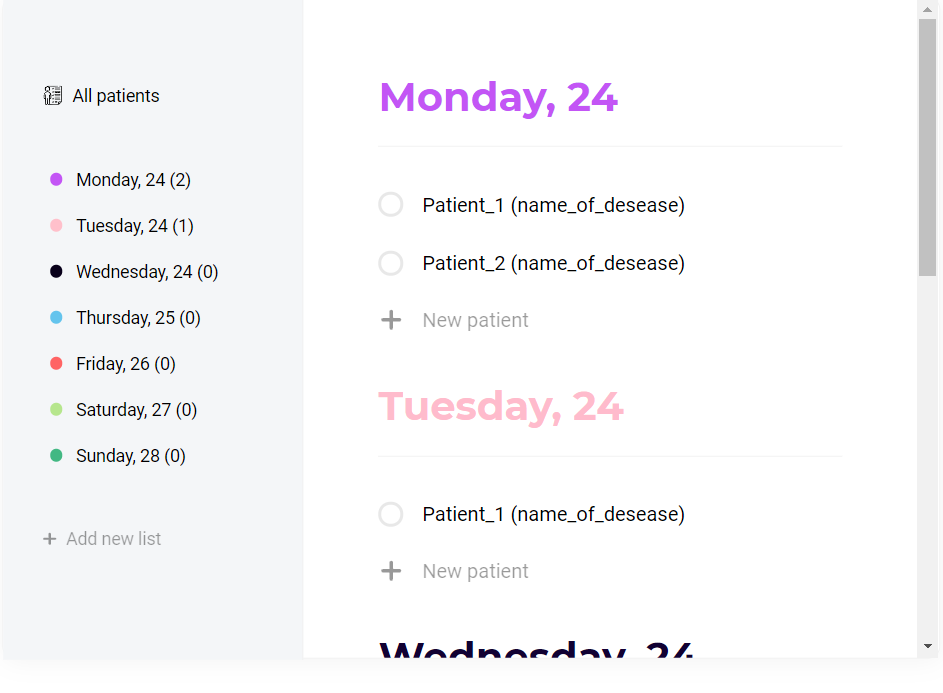 All patients
Monday, 24 (2)
Tuesday, 24 (1)
Wednesday, 24 (0)
Thursday, 25 (0)
Friday, 26 (0)
Saturday, 27 (0)
Sunday, 28 (0)
Add new list
Monday, 24
Patient_1 (name_of_desease)
Patient_2 (name_of_desease)
New patient
Tuesday, 24
Patient_1 (name_of_desease)
New patient
Wednesday, 24